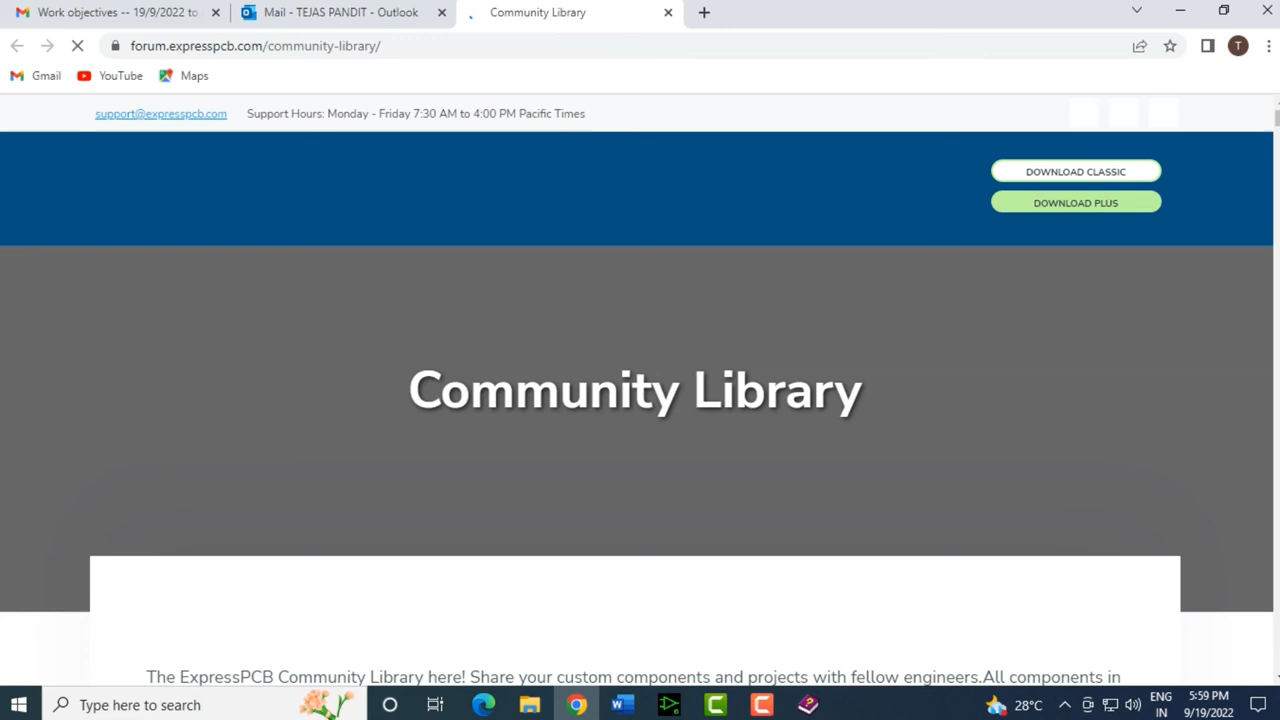 Work objectives -- 19/9/2022 to
Mail - TEJAS PANDIT - Outlook
Community Library
forum.expresspcb.com/community-library/
T
Gmail
YouTube
Maps
support@expresspcb.com
Support Hours: Monday - Friday 7:30 AM to 4:00 PM Pacific Times
DOWNLOAD CLASSIC
DOWNLOAD PLUS
Community Library
The ExpressPCB Community Library here! Share your custom components and projects with fellow engineers.All components in
Type here to search
28°C
ENG
IN
5:59 PM
9/19/2022